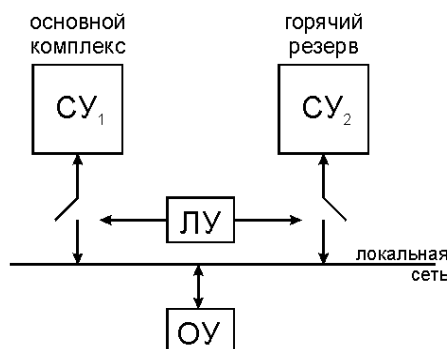 основной
комплекс
горячий
резерв
СУ1
СУ2
ЛУ
локальная
сеть
ОУ